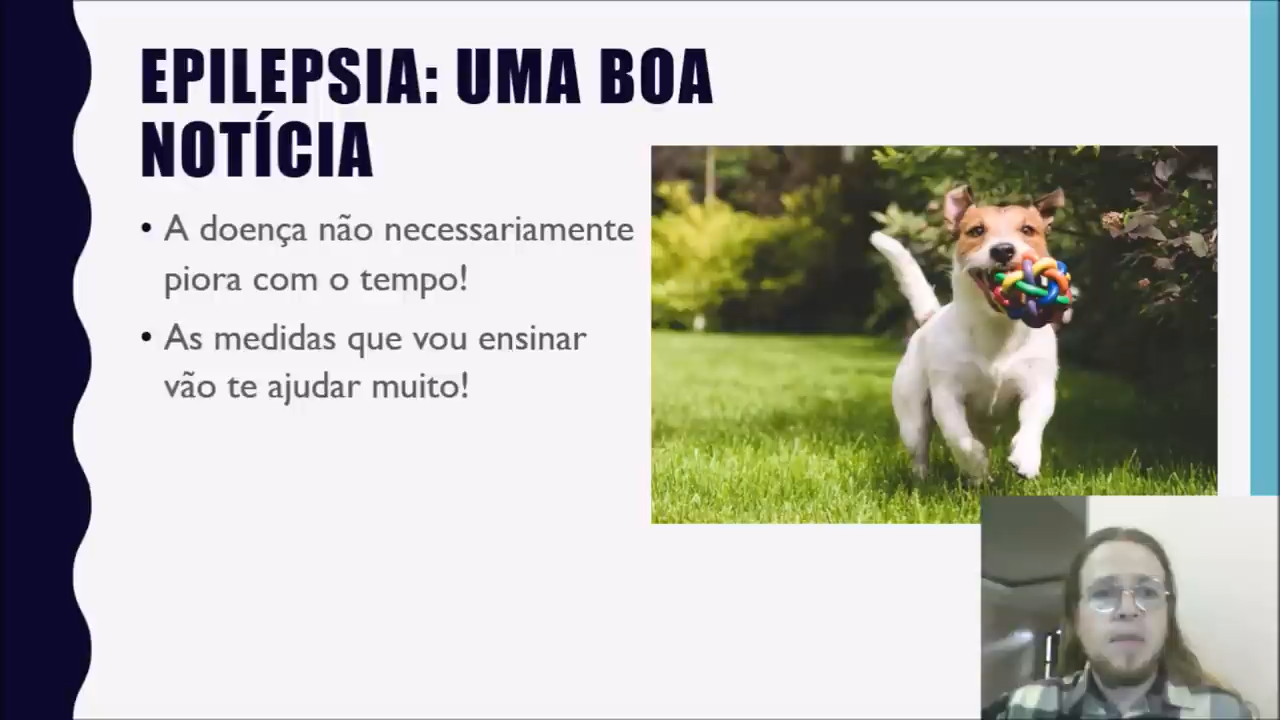 EPILEPSIA: UMA BOA
NOTÍCIA
• A doença não necessariamente
piora com o tempo!
• As medidas que vou ensinar
vão te ajudar muito!